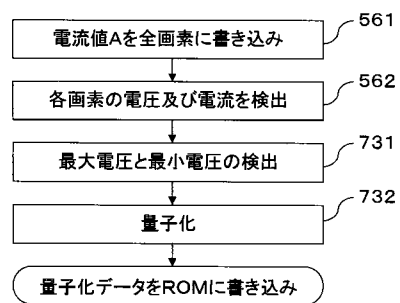 電流値Aを全画素に書き込み
561
各画素の電圧及び電流を検出
562
最大電圧と最小電圧の検出
731
量子化
732
量子化データをROMに書き込み